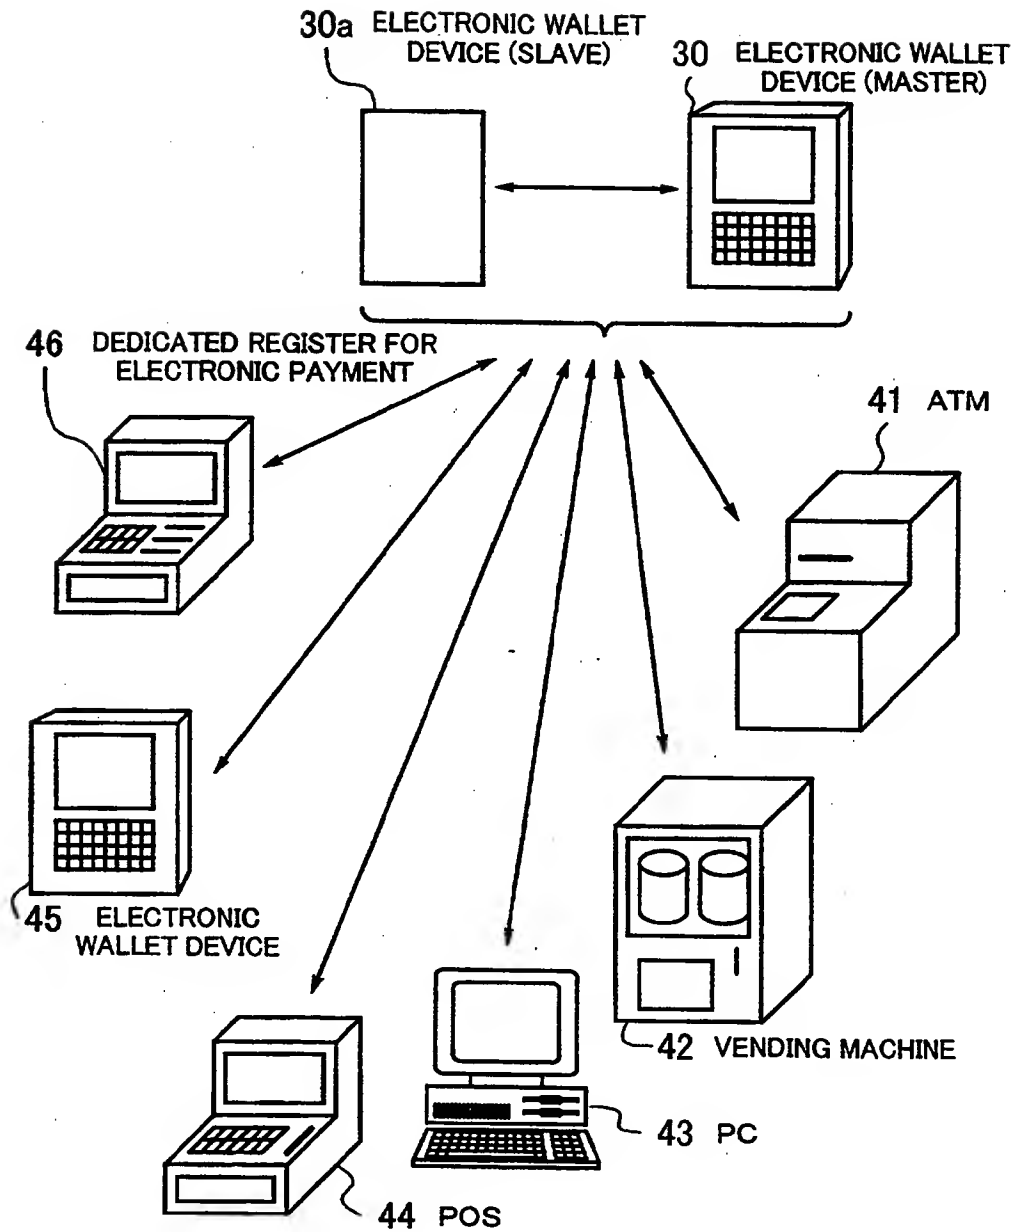 30a ELECTRONIC WALLET
DEVICE (SLAVE)
30 ELECTRONIC WALLET
DEVICE (MASTER)
46 DEDICATED REGISTER FOR
ELECTRONIC PAYMENT
41 ATM
45 ELECTRONIC
WALLET DEVICE
42 VENDING MACHINE
43 PC
44 POS